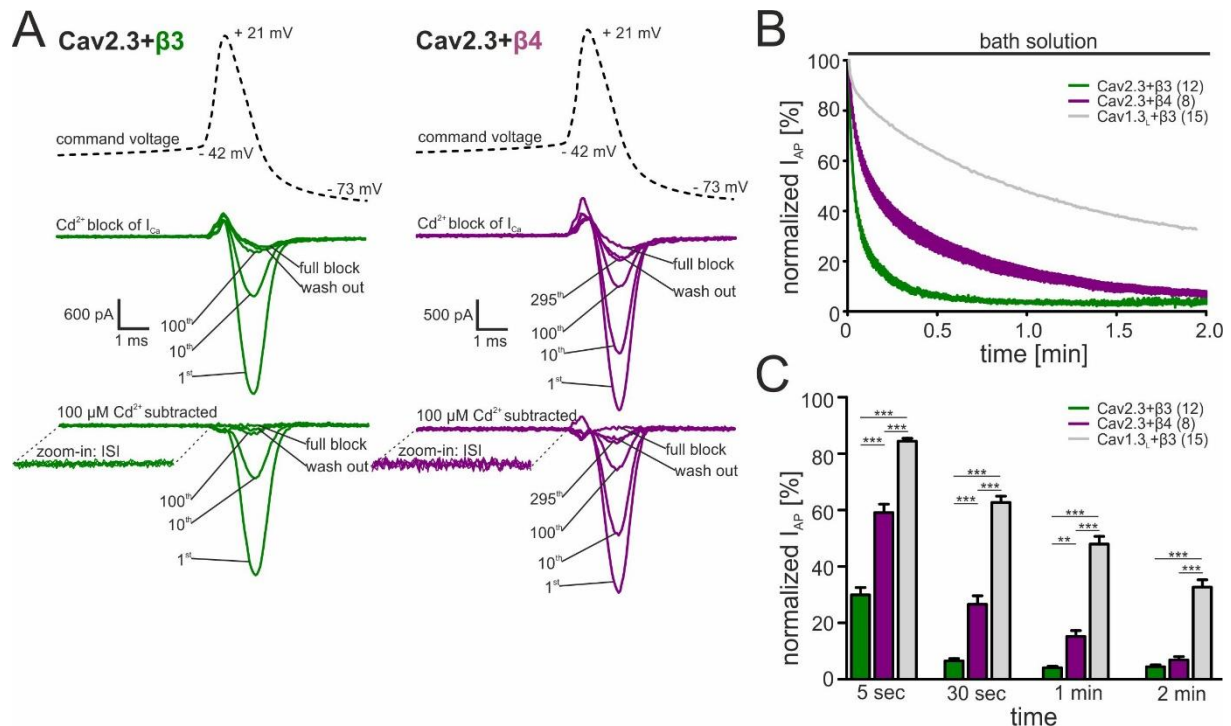 A
Cav2.3+β3
+ 21 mV
command voltage
- 42 mV
- 73 mV
Cd²⁺ block of I_Ca
full block
wash out
600 pA
1 ms
100th
10th
1st
100 µM Cd²⁺ subtracted
zoom-in: ISI
full block
wash out
100th
10th
1st
Cav2.3+β4
+ 21 mV
command voltage
- 42 mV
- 73 mV
Cd²⁺ block of I_Ca
full block
wash out
500 pA
1 ms
295th
100th
10th
1st
100 µM Cd²⁺ subtracted
zoom-in: ISI
full block
wash out
295th
100th
10th
1st
B
bath solution
Cav2.3+β3 (12)
Cav2.3+β4 (8)
Cav1.3L+β3 (15)
normalized I_AP [%]
100
80
60
40
20
0
0 0.5 1.0 1.5 2.0
time [min]
C
Cav2.3+β3 (12)
Cav2.3+β4 (8)
Cav1.3L+β3 (15)
normalized I_AP [%]
100
80
60
40
20
0
***
*** ***
***
*** ***
***
** ***
***
***
5 sec 30 sec 1 min 2 min
time